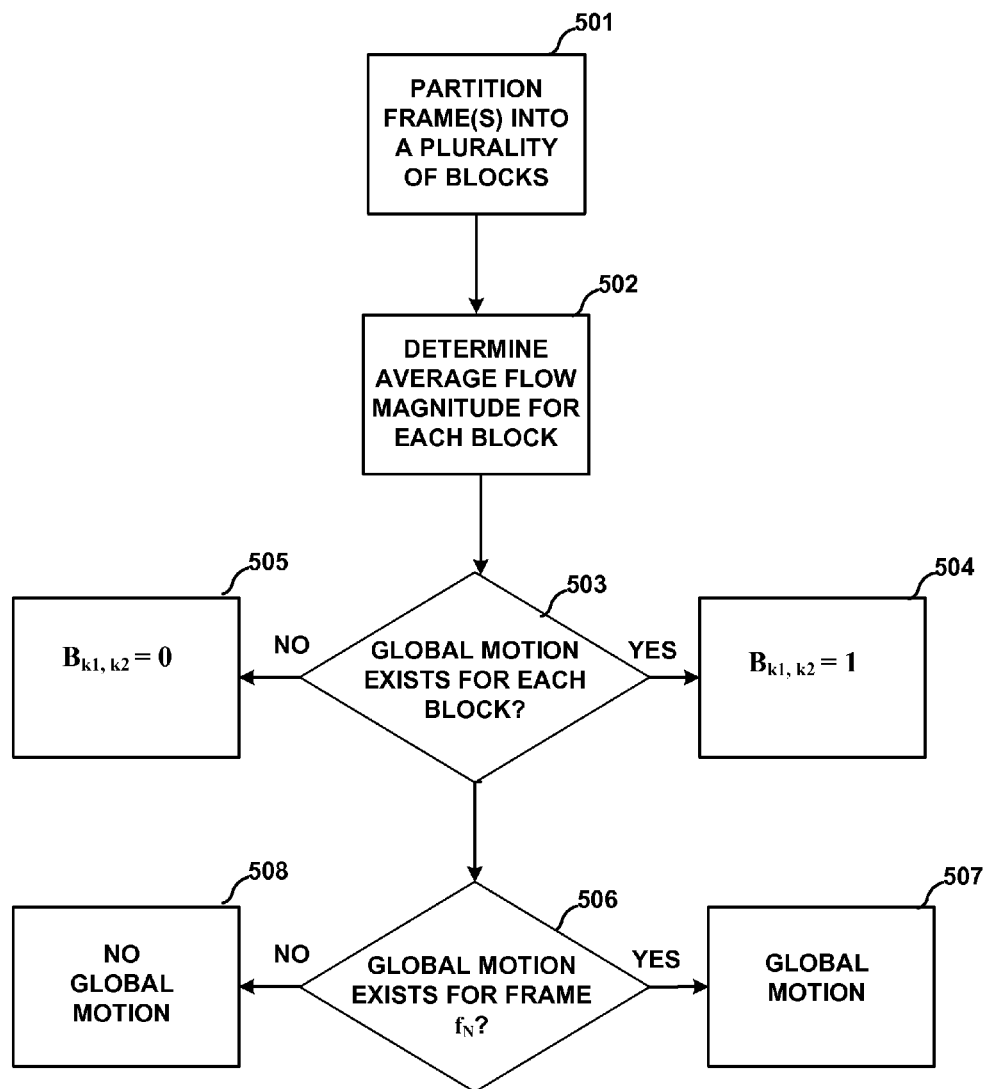 501
PARTITION
FRAME(S) INTO
A PLURALITY
OF BLOCKS
502
DETERMINE
AVERAGE FLOW
MAGNITUDE FOR
EACH BLOCK
505
B_{k1, k2} = 0
NO
503
GLOBAL MOTION
EXISTS FOR EACH
BLOCK?
YES
504
B_{k1, k2} = 1
508
NO
GLOBAL
MOTION
NO
506
GLOBAL MOTION
EXISTS FOR FRAME
f_N?
YES
507
GLOBAL
MOTION